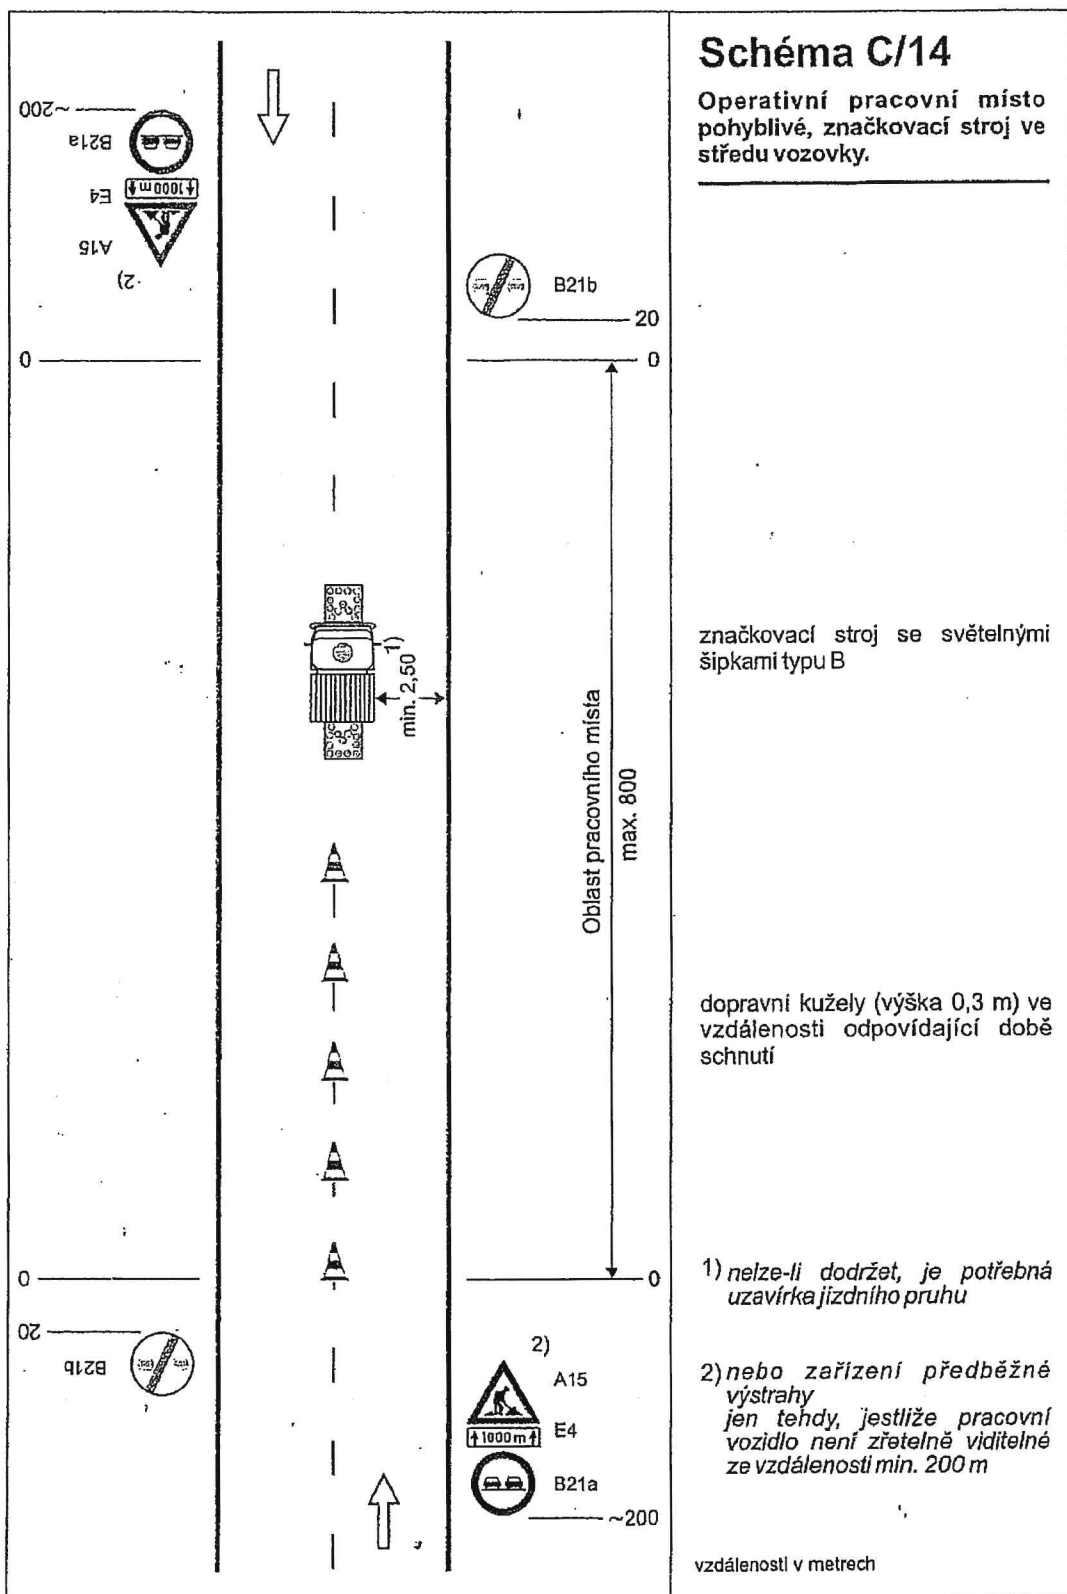 Schéma C/14
Operativní pracovní místo
pohyblivé, značkovací stroj ve
středu vozovky.
~200
B21a
↑1000m↑
E4
A15
2)
B21b
20
0
0
1)
min. 2,50
značkovací stroj se světelnými
šipkami typu B
Oblast pracovního místa
max. 800
dopravní kužely (výška 0,3 m) ve
vzdálenosti odpovídající době
schnutí
0
0
20
B21b
2)
A15
↑1000m↑
E4
B21a
~200
1) nelze-li dodržet, je potřebná
uzavírka jízdního pruhu
2) nebo zařízení předběžné
výstrahy
jen tehdy, jestliže pracovní
vozidlo není zřetelně viditelné
ze vzdálenosti min. 200 m
vzdálenosti v metrech